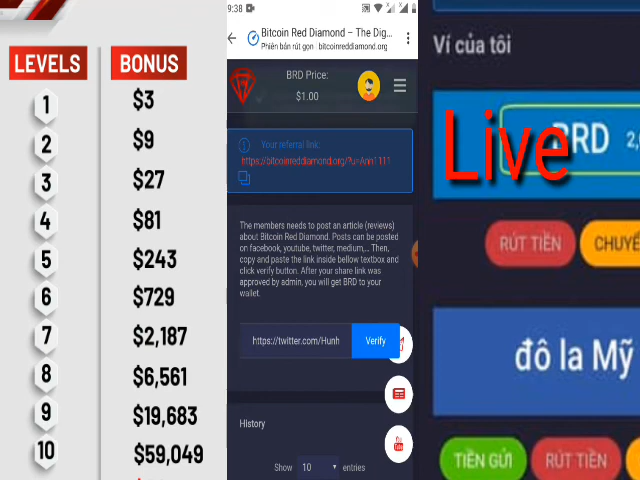 LEVELS BONUS
1 $3
2 $9
3 $27
4 $81
5 $243
6 $729
7 $2,187
8 $6,561
9 $19,683
10 $59,049
9:38
Bitcoin Red Diamond – The Dig...
Phiên bản rút gọn bitcoinreddiamond.org
BRD Price:
$1.00
Your referral link:
https://bitcoinreddiamond.org/?u=Ann1111
The members needs to post an article (reviews)
about Bitcoin Red Diamond. Posts can be posted
on facebook, youtube, twitter, medium,... Then,
copy and paste the link inside bellow textbox and
click verify button. After your share link was
approved by admin, you will get BRD to your
wallet.
https://twitter.com/Hunh Verify
History
Show 10 entries
Ví của tôi
Live
BRD
RÚT TIỀN CHUYỂ
đô la Mỹ
TIỀN GỬI RÚT TIỀN